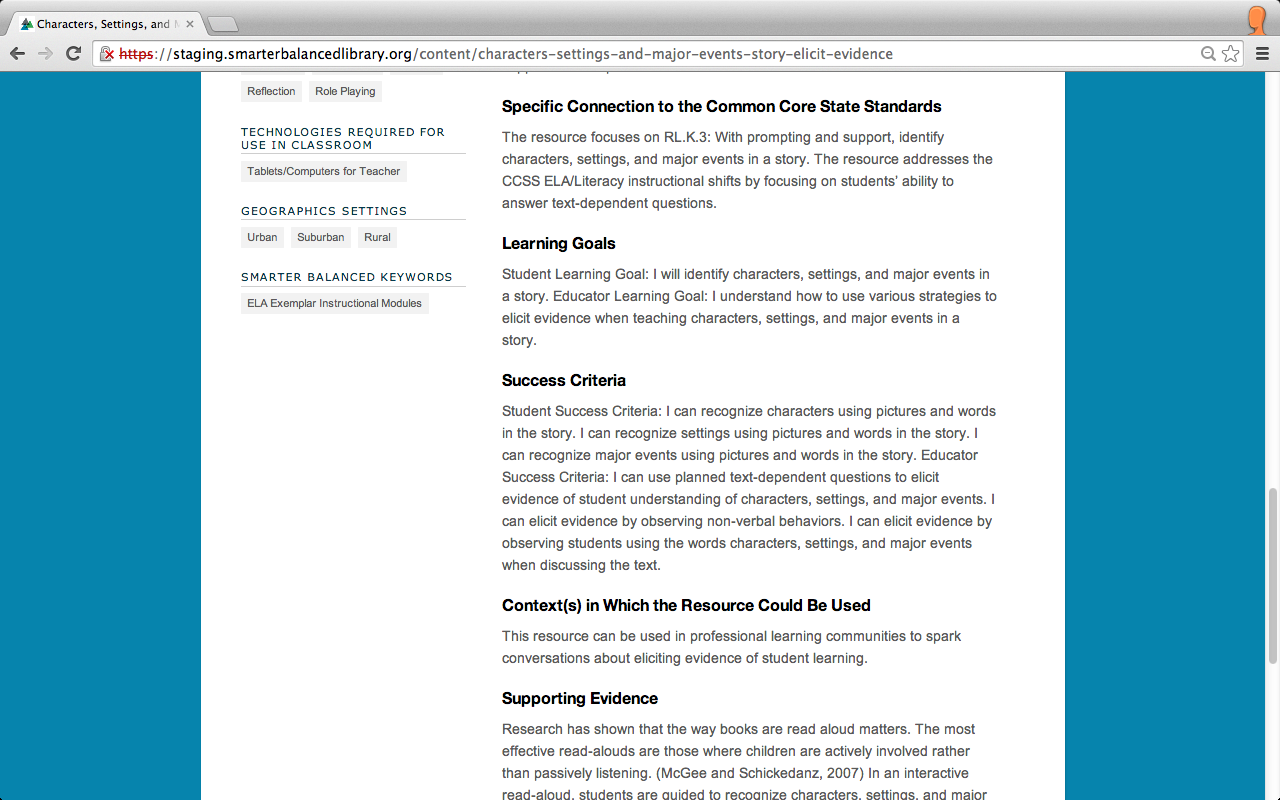 Characters, Settings, and
https://staging.smarterbalancedlibrary.org/content/characters-settings-and-major-events-story-elicit-evidence
Reflection Role Playing
TECHNOLOGIES REQUIRED FOR
USE IN CLASSROOM
Tablets/Computers for Teacher
GEOGRAPHICS SETTINGS
Urban Suburban Rural
SMARTER BALANCED KEYWORDS
ELA Exemplar Instructional Modules
Specific Connection to the Common Core State Standards
The resource focuses on RL.K.3: With prompting and support, identify
characters, settings, and major events in a story. The resource addresses the
CCSS ELA/Literacy instructional shifts by focusing on students' ability to
answer text-dependent questions.
Learning Goals
Student Learning Goal: I will identify characters, settings, and major events in
a story. Educator Learning Goal: I understand how to use various strategies to
elicit evidence when teaching characters, settings, and major events in a
story.
Success Criteria
Student Success Criteria: I can recognize characters using pictures and words
in the story. I can recognize settings using pictures and words in the story. I
can recognize major events using pictures and words in the story. Educator
Success Criteria: I can use planned text-dependent questions to elicit
evidence of student understanding of characters, settings, and major events. I
can elicit evidence by observing non-verbal behaviors. I can elicit evidence by
observing students using the words characters, settings, and major events
when discussing the text.
Context(s) in Which the Resource Could Be Used
This resource can be used in professional learning communities to spark
conversations about eliciting evidence of student learning.
Supporting Evidence
Research has shown that the way books are read aloud matters. The most
effective read-alouds are those where children are actively involved rather
than passively listening. (McGee and Schickedanz, 2007) In an interactive
read-aloud, students are guided to recognize characters, settings, and major